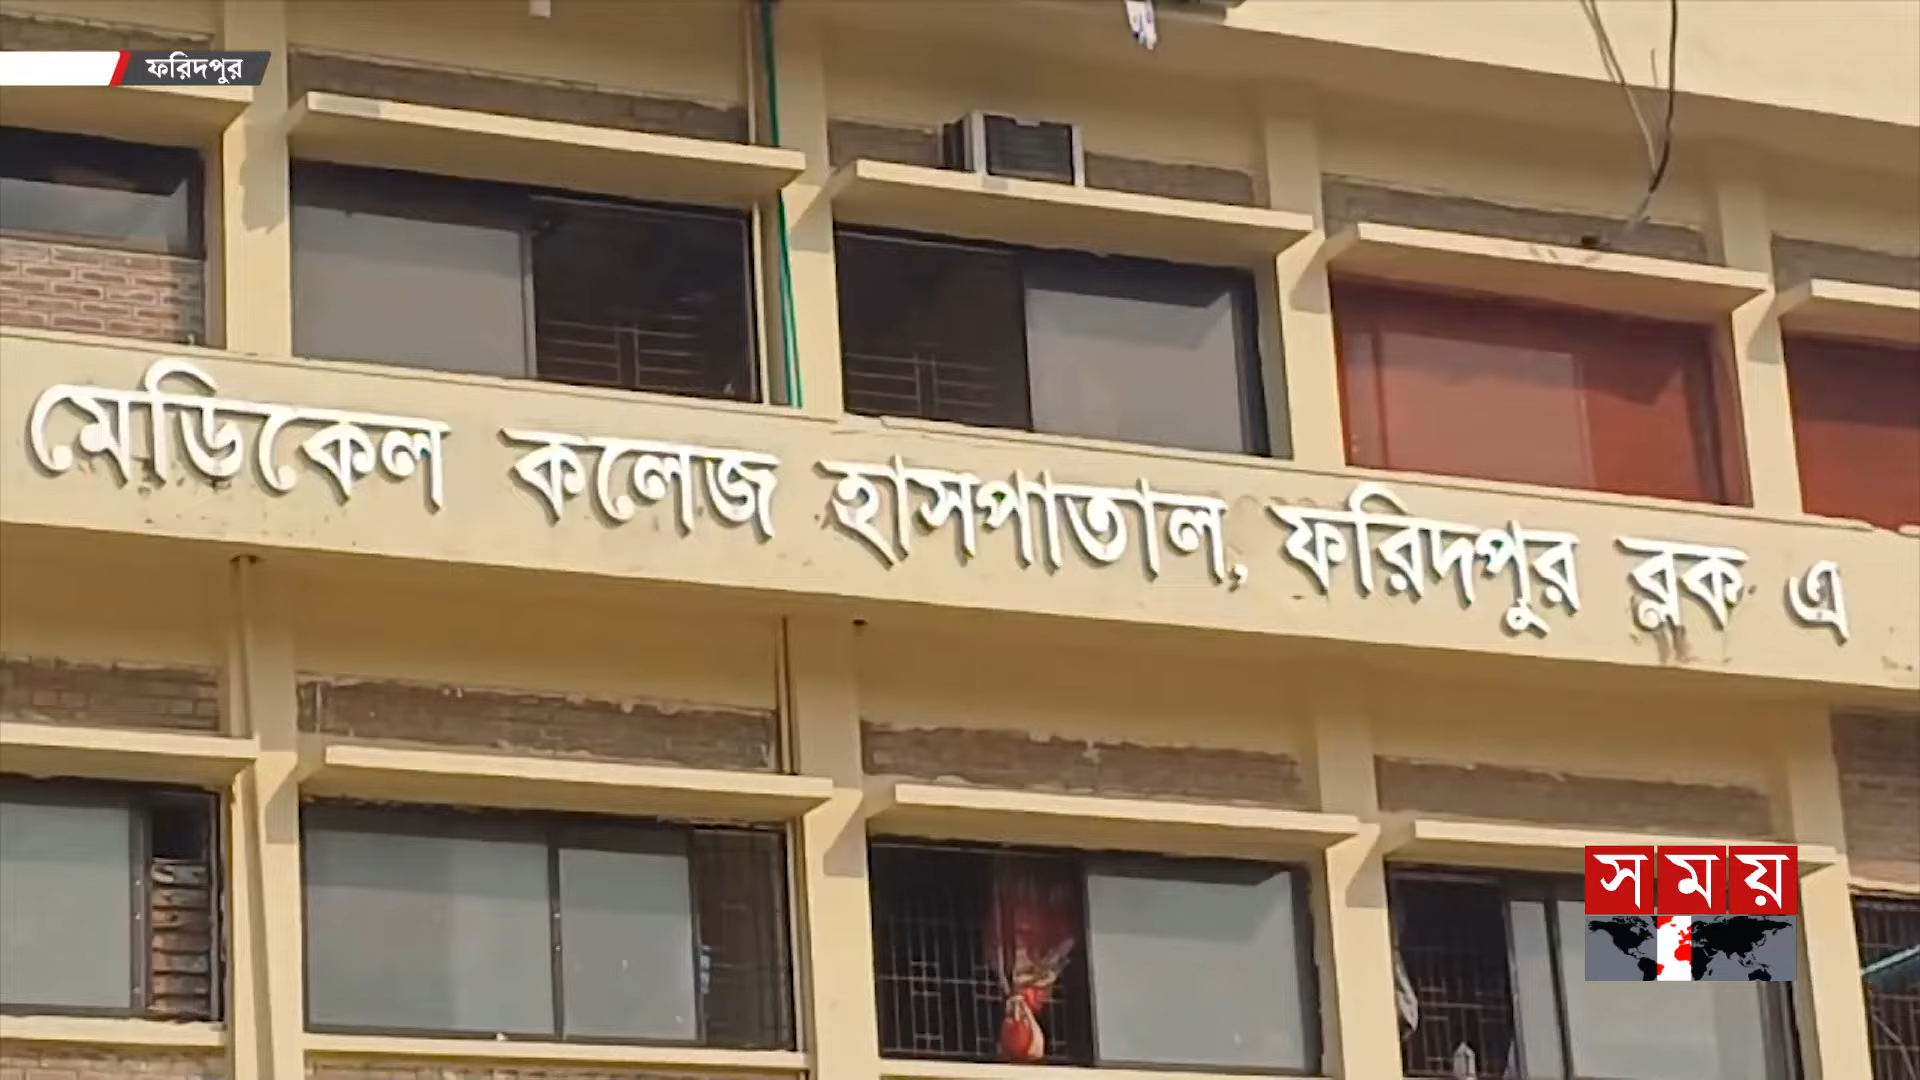 ফরিদপুর
মেডিকেল কলেজ হাসপাতাল, ফরিদপুর ব্লক এ
সময়